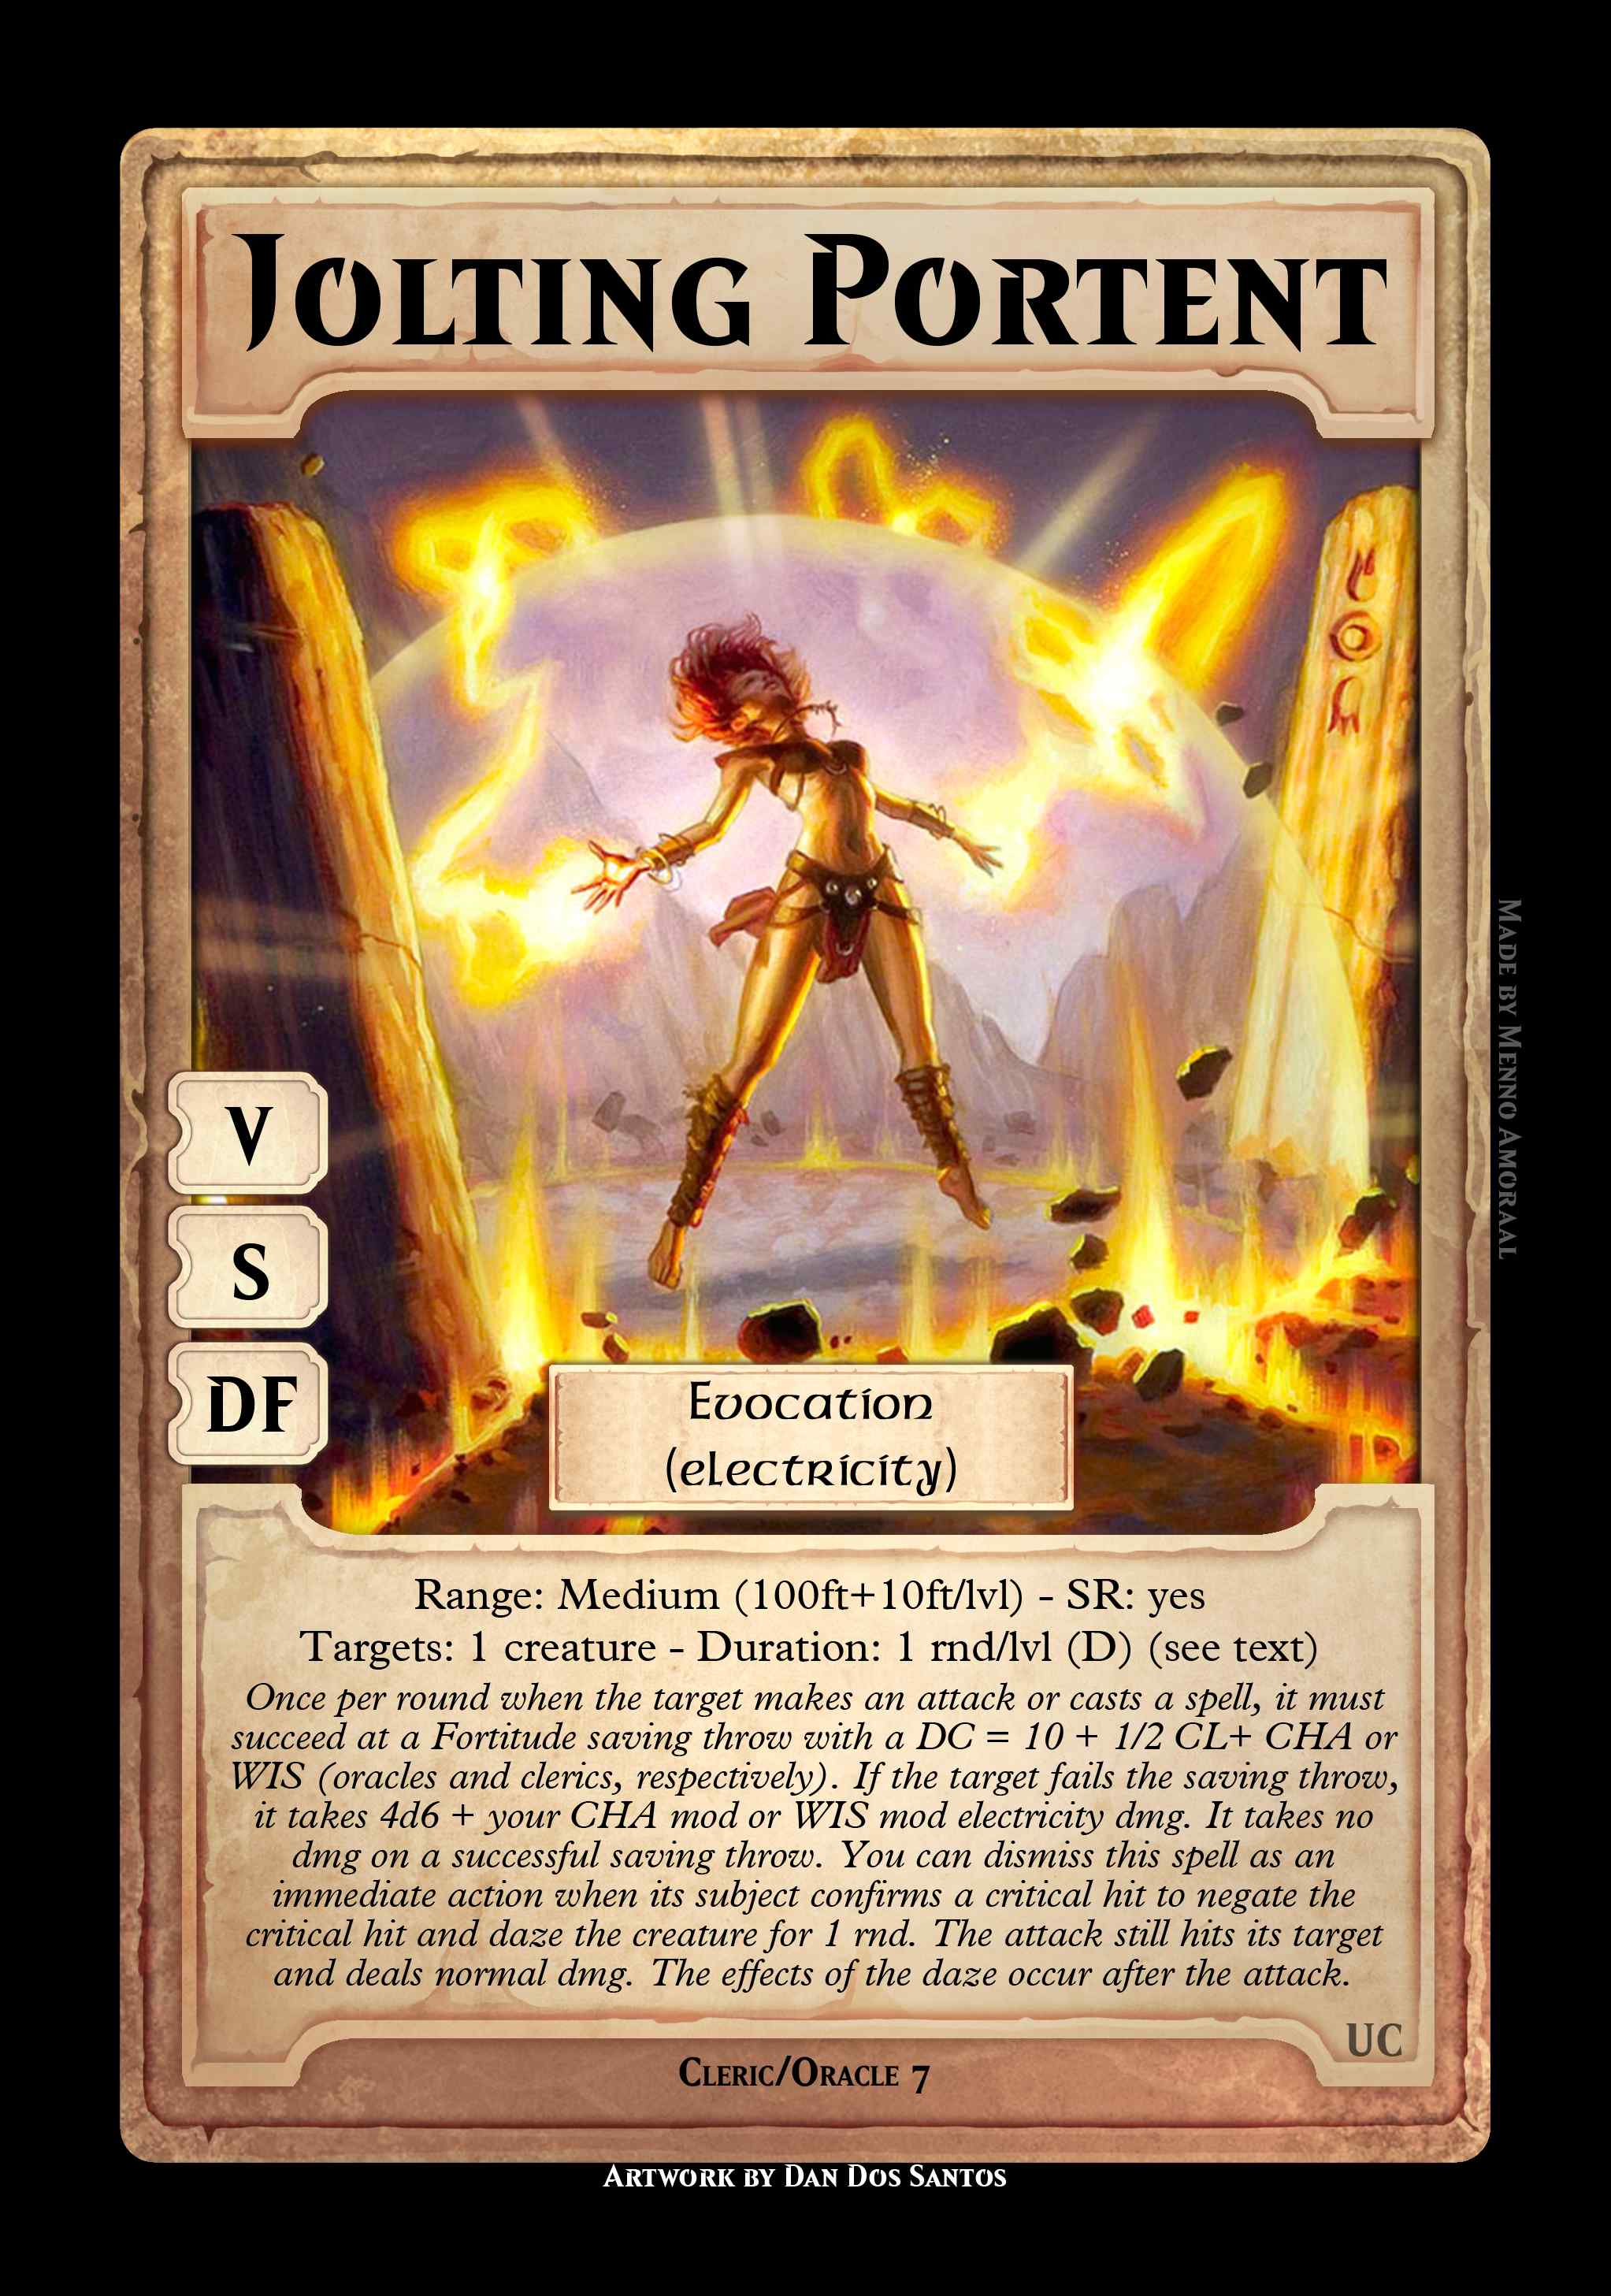 Jolting Portent
V
S
DF
Evocation
(electricity)
Range: Medium (100ft+10ft/lvl) - SR: yes
Targets: 1 creature - Duration: 1 rnd/lvl (D) (see text)
Once per round when the target makes an attack or casts a spell, it must
succeed at a Fortitude saving throw with a DC = 10 + 1/2 CL+ CHA or
WIS (oracles and clerics, respectively). If the target fails the saving throw,
it takes 4d6 + your CHA mod or WIS mod electricity dmg. It takes no
dmg on a successful saving throw. You can dismiss this spell as an
immediate action when its subject confirms a critical hit to negate the
critical hit and daze the creature for 1 rnd. The attack still hits its target
and deals normal dmg. The effects of the daze occur after the attack.
UC
Cleric/Oracle 7
Artwork by Dan Dos Santos
Made by Menno Amoraal